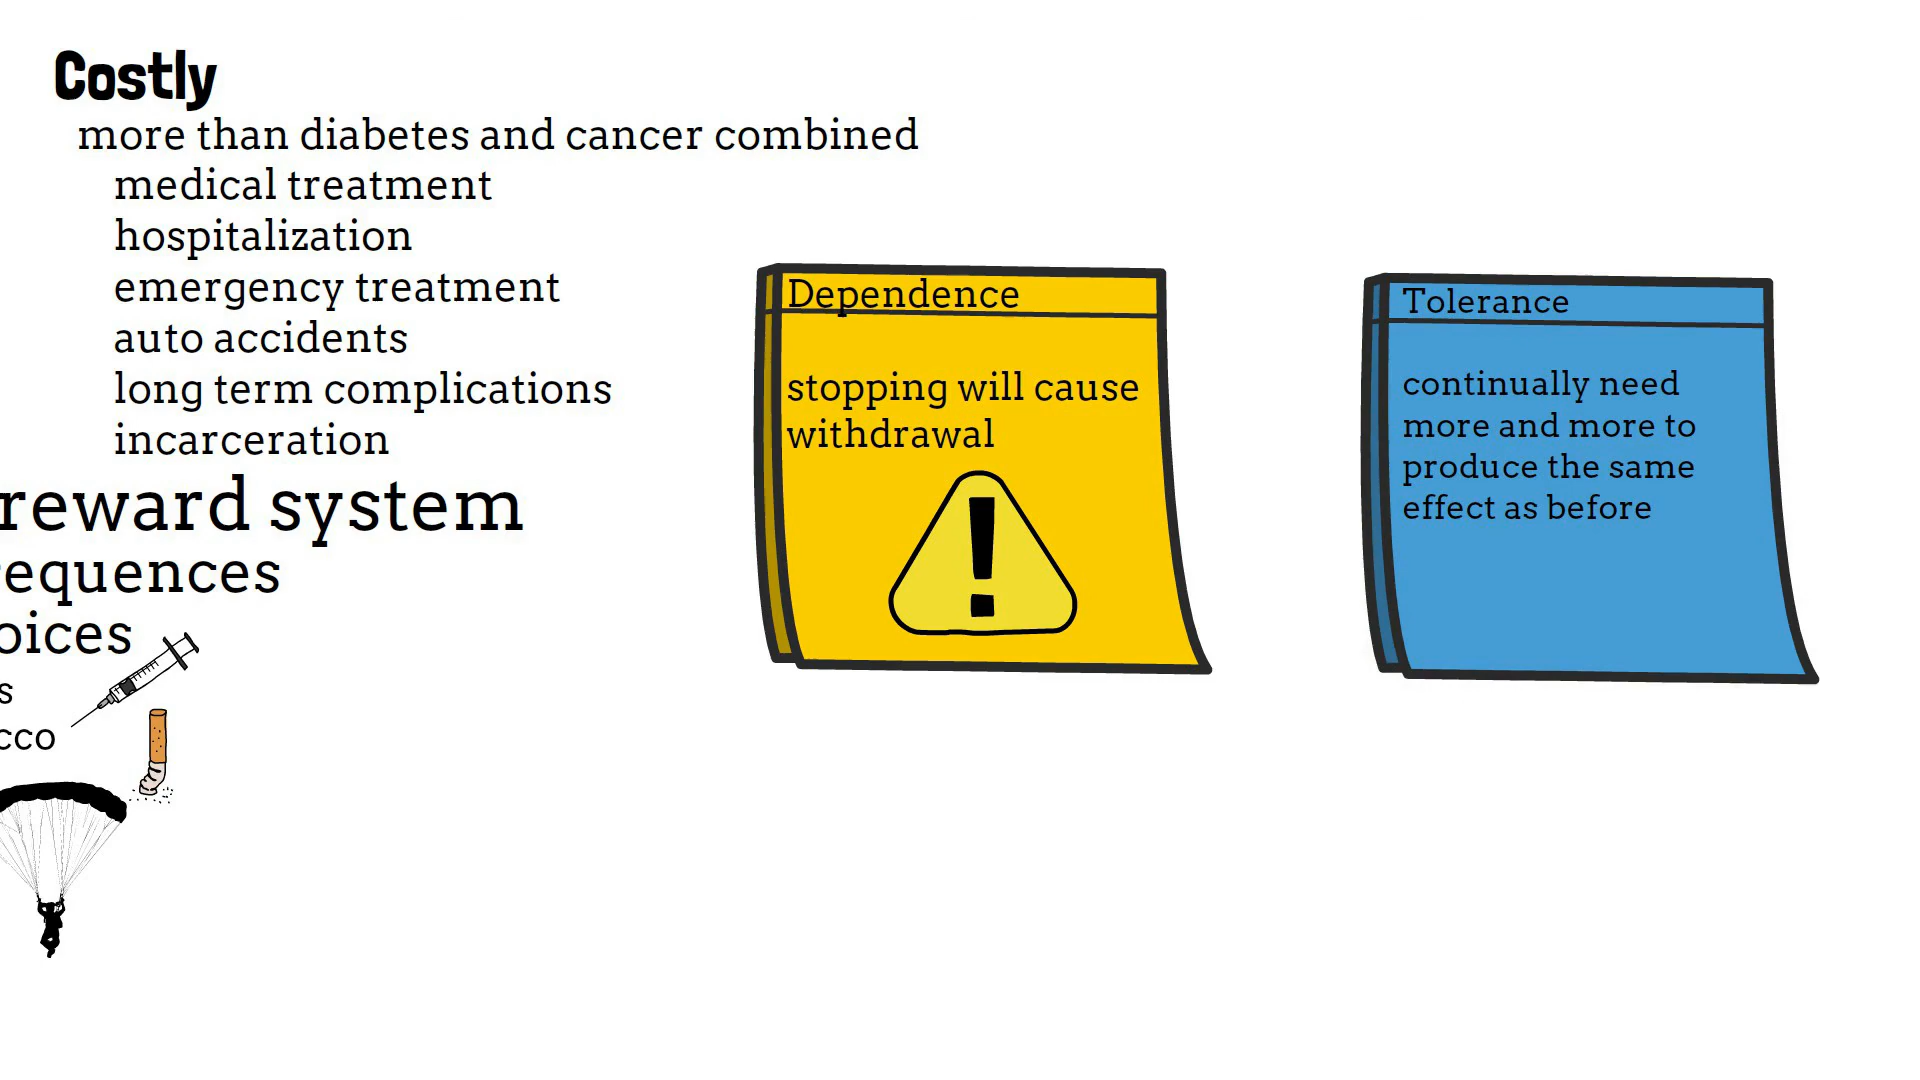 Costly
more than diabetes and cancer combined
medical treatment
hospitalization
emergency treatment
auto accidents
long term complications
incarceration
reward system
equences
oices
s
cco
Dependence
stopping will cause
withdrawal
!
Tolerance
continually need
more and more to
produce the same
effect as before